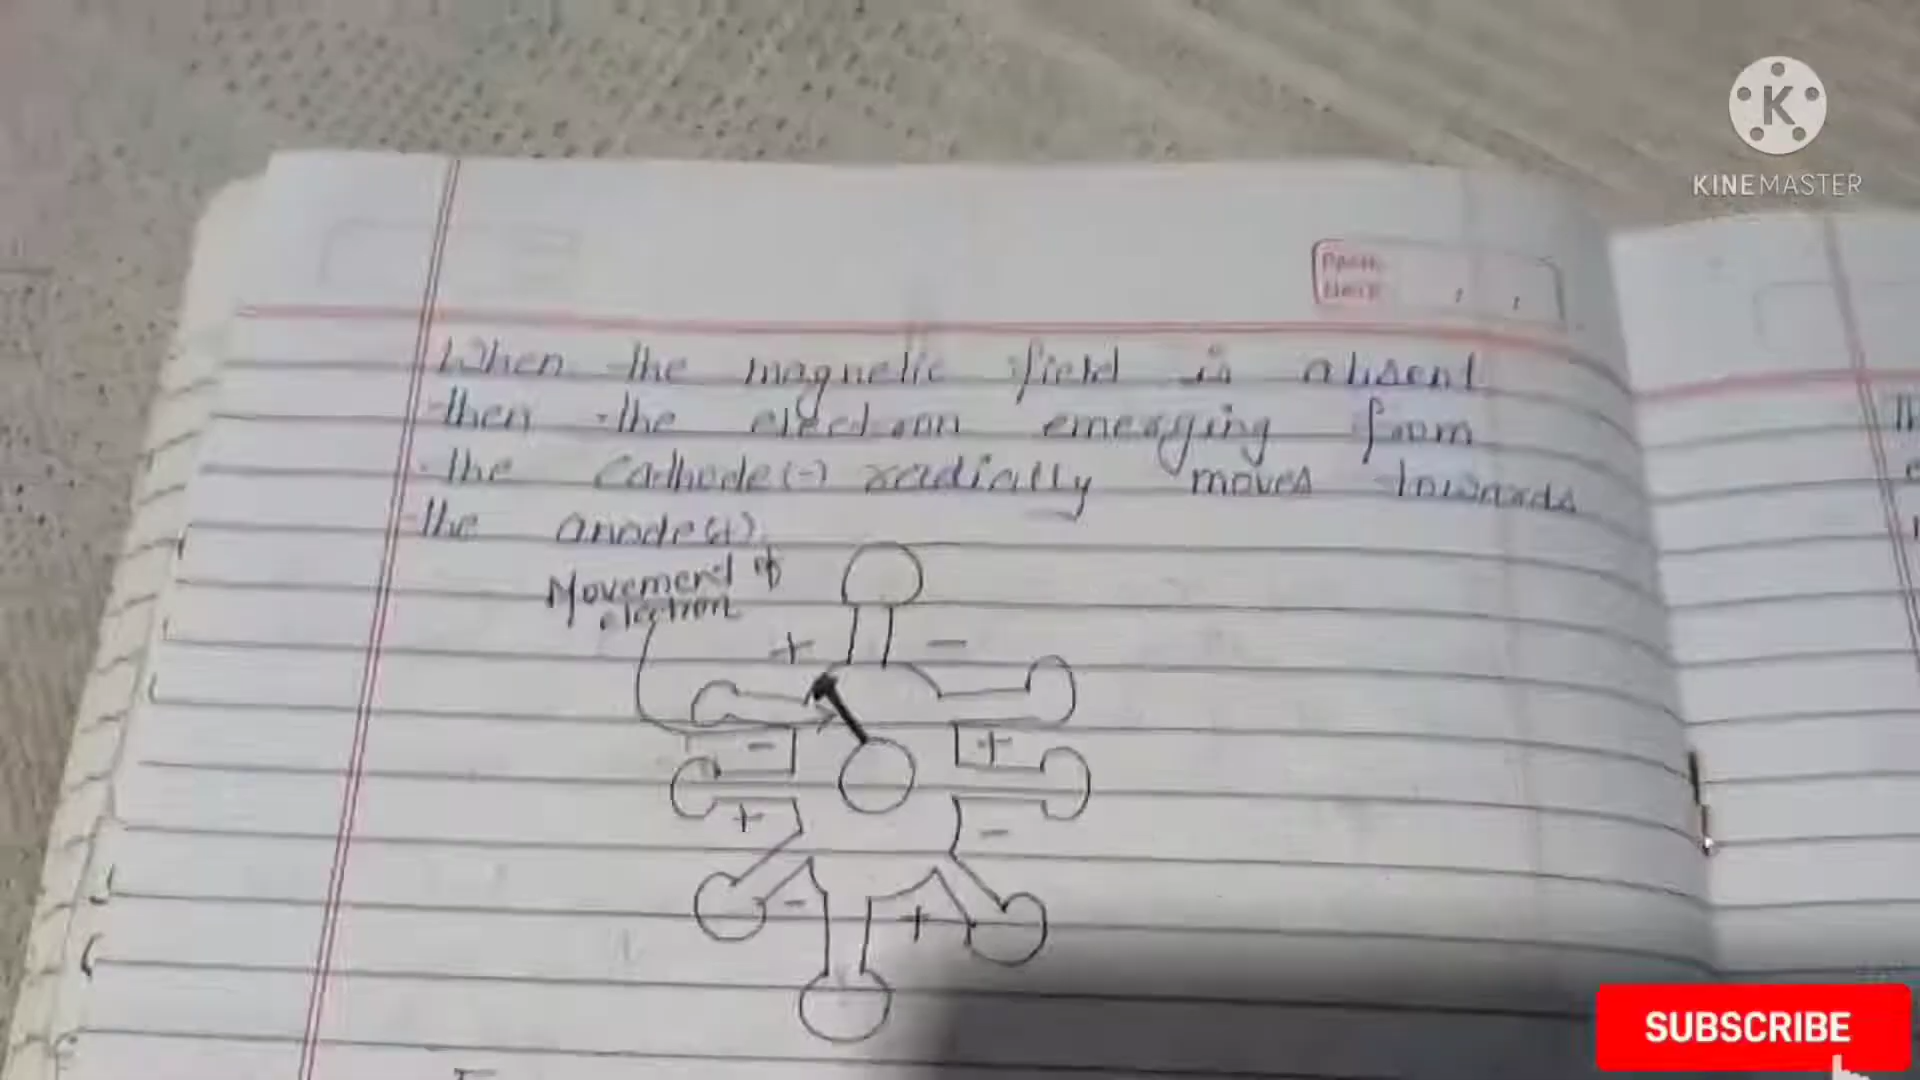 K
KINEMASTER
When the magnetic field is absent
then the electron emerging from
the cathode(-) radially moves towards
the anode(+).
Movement of
electron
+ -
- +
+ -
- +
SUBSCRIBE